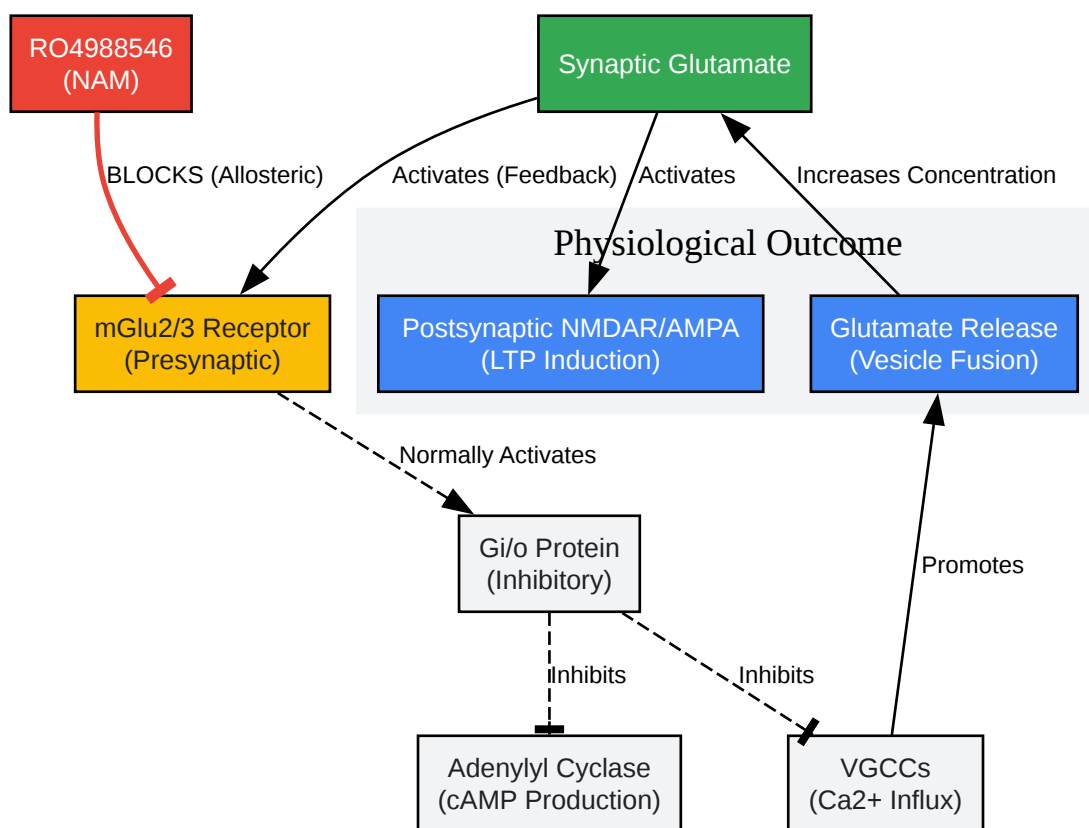 RO4988546
(NAM)
Synaptic Glutamate
BLOCKS (Allosteric)
Activates (Feedback)
Activates
Increases Concentration
Physiological Outcome
mGlu2/3 Receptor
(Presynaptic)
Postsynaptic NMDAR/AMPA
(LTP Induction)
Glutamate Release
(Vesicle Fusion)
Normally Activates
Gi/o Protein
(Inhibitory)
Promotes
Inhibits
Inhibits
Adenylyl Cyclase
(cAMP Production)
VGCCs
(Ca2+ Influx)